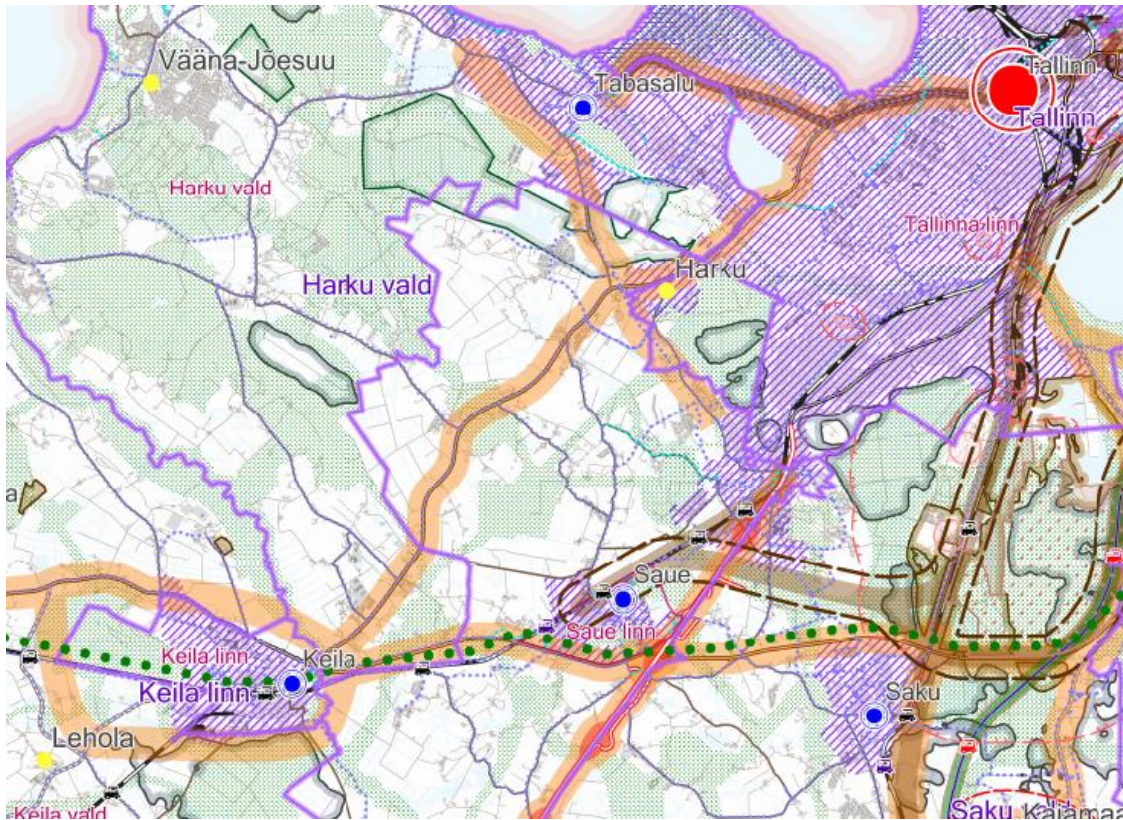 Vääna-Jõesuu
Tallinn
Tabasalu
Tallinn
Harku vald
Tallinna linn
Harku
Harku vald
a
Saue
Saue linn
Keila linn
Keila
Keila linn
Saku
Lehola
Keila vald
Saku
Kajamaa